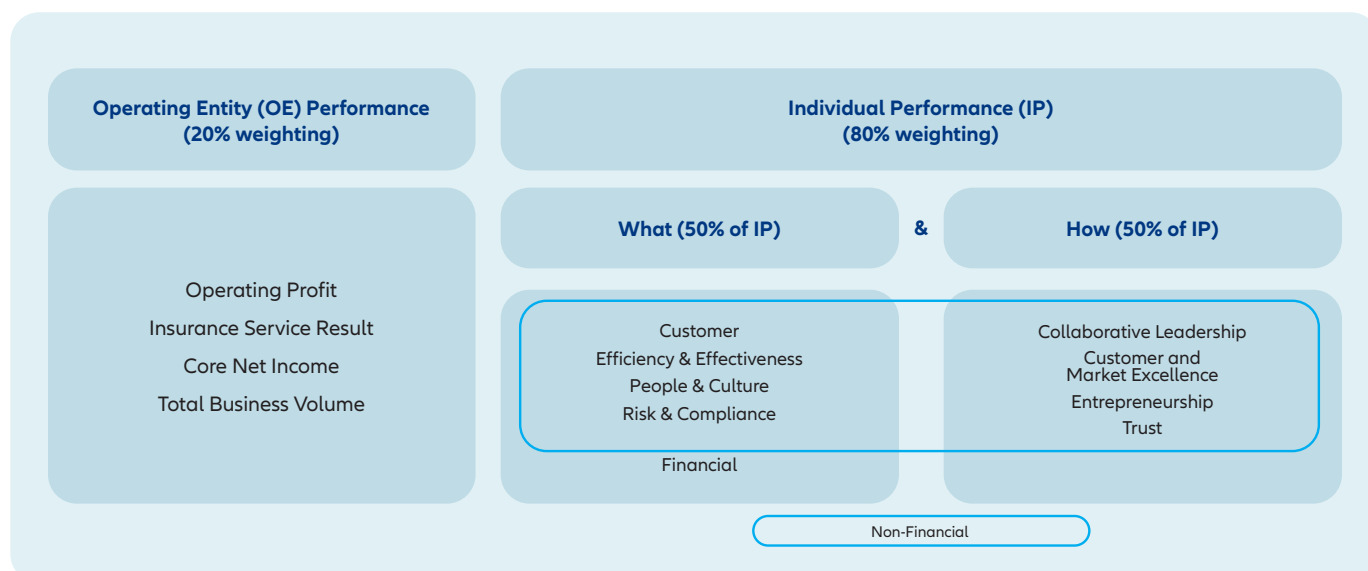 Operating Entity (OE) Performance
(20% weighting)
Individual Performance (IP)
(80% weighting)
Operating Profit
Insurance Service Result
Core Net Income
Total Business Volume
What (50% of IP)
&
How (50% of IP)
Customer
Efficiency & Effectiveness
People & Culture
Risk & Compliance
Financial
Collaborative Leadership
Customer and
Market Excellence
Entrepreneurship
Trust
Non-Financial